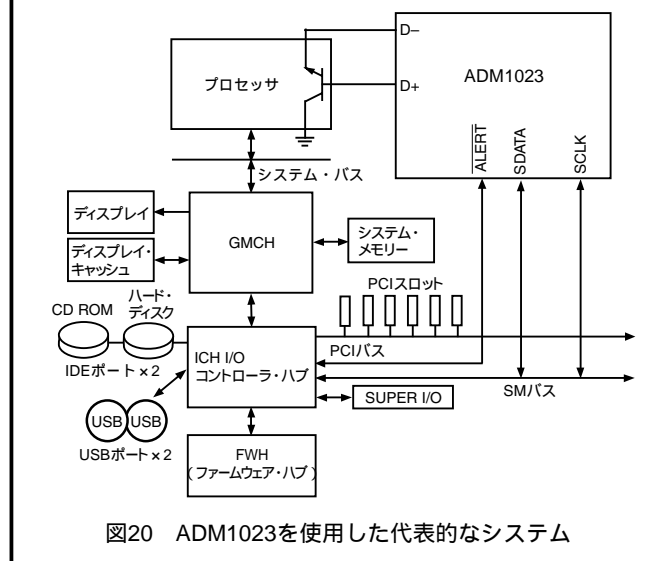 D–
ADM1023
プロセッサ
D+
ALERT
SDATA
SCLK
システム・バス
ディスプレイ
GMCH
システム・
メモリー
ディスプレイ・
キャッシュ
PCIスロット
CD ROM
ハード・
ディスク
ICH I/O
コントローラ・ハブ
PCIバス
IDEポート×2
SMバス
SUPER I/O
USB
USB
USBポート×2
FWH
(ファームウェア・ハブ)
図20 ADM1023を使用した代表的なシステム